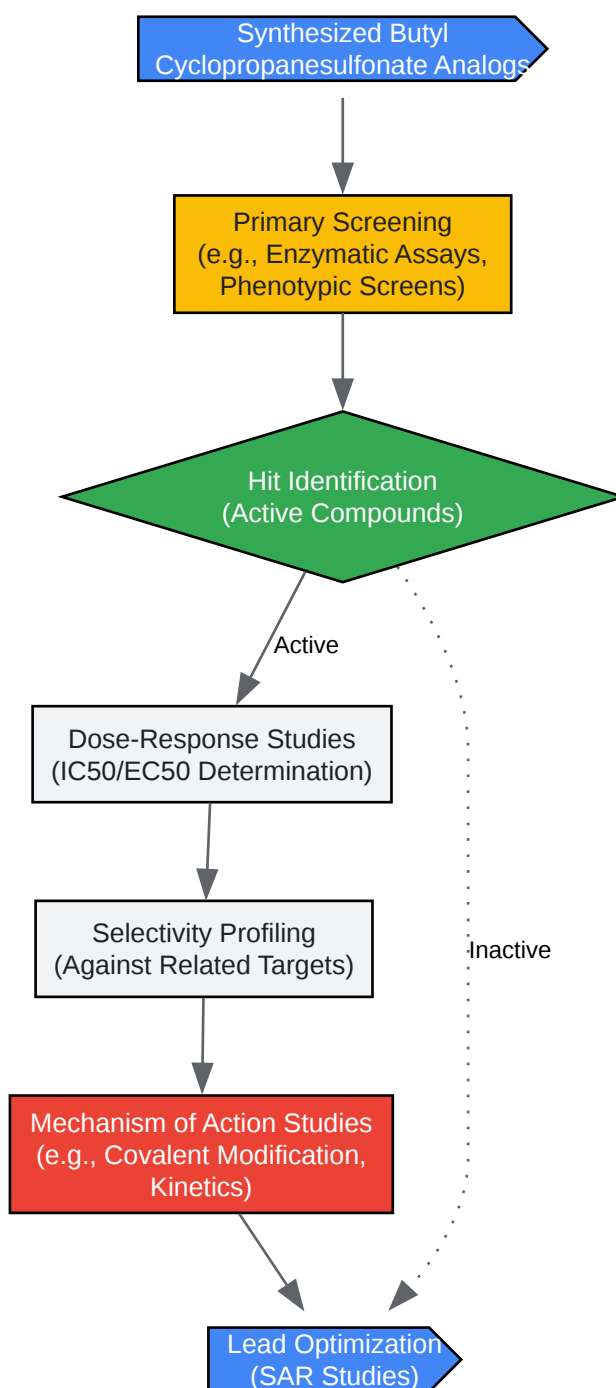 Synthesized Butyl
Cyclopropanesulfonate Analogs
Primary Screening
(e.g., Enzymatic Assays,
Phenotypic Screens)
Hit Identification
(Active Compounds)
Active
Dose-Response Studies
(IC50/EC50 Determination)
Selectivity Profiling
(Against Related Targets)
Inactive
Mechanism of Action Studies
(e.g., Covalent Modification,
Kinetics)
Lead Optimization
(SAR Studies)